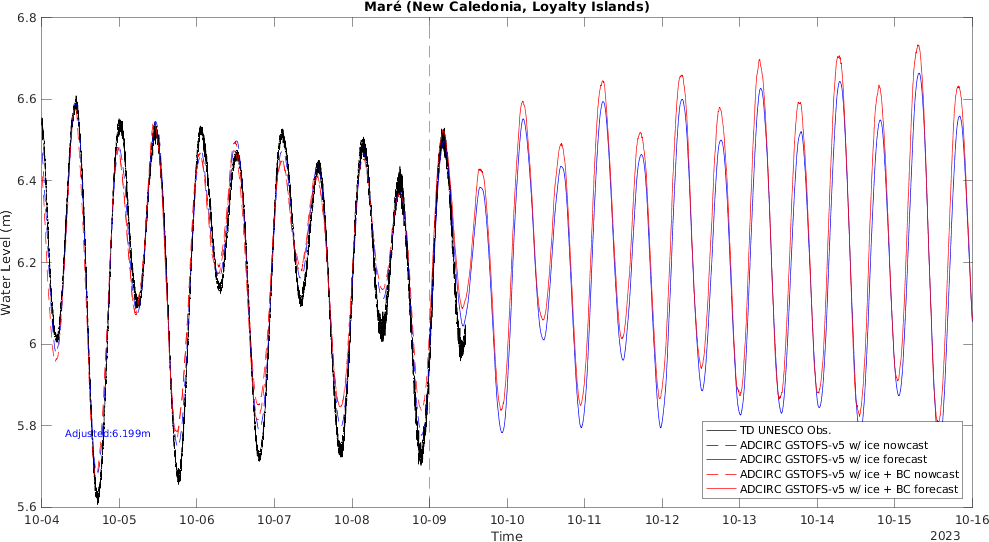 Maré (New Caledonia, Loyalty Islands)
6.8
6.6
6.4
6.2
6
5.8
5.6
Water Level (m)
Adjusted:6.199m
TD UNESCO Obs.
ADCIRC GSTOFS-v5 w/ ice nowcast
ADCIRC GSTOFS-v5 w/ ice forecast
ADCIRC GSTOFS-v5 w/ ice + BC nowcast
ADCIRC GSTOFS-v5 w/ ice + BC forecast
10-04 10-05 10-06 10-07 10-08 10-09 10-10 10-11 10-12 10-13 10-14 10-15 10-16
Time
2023